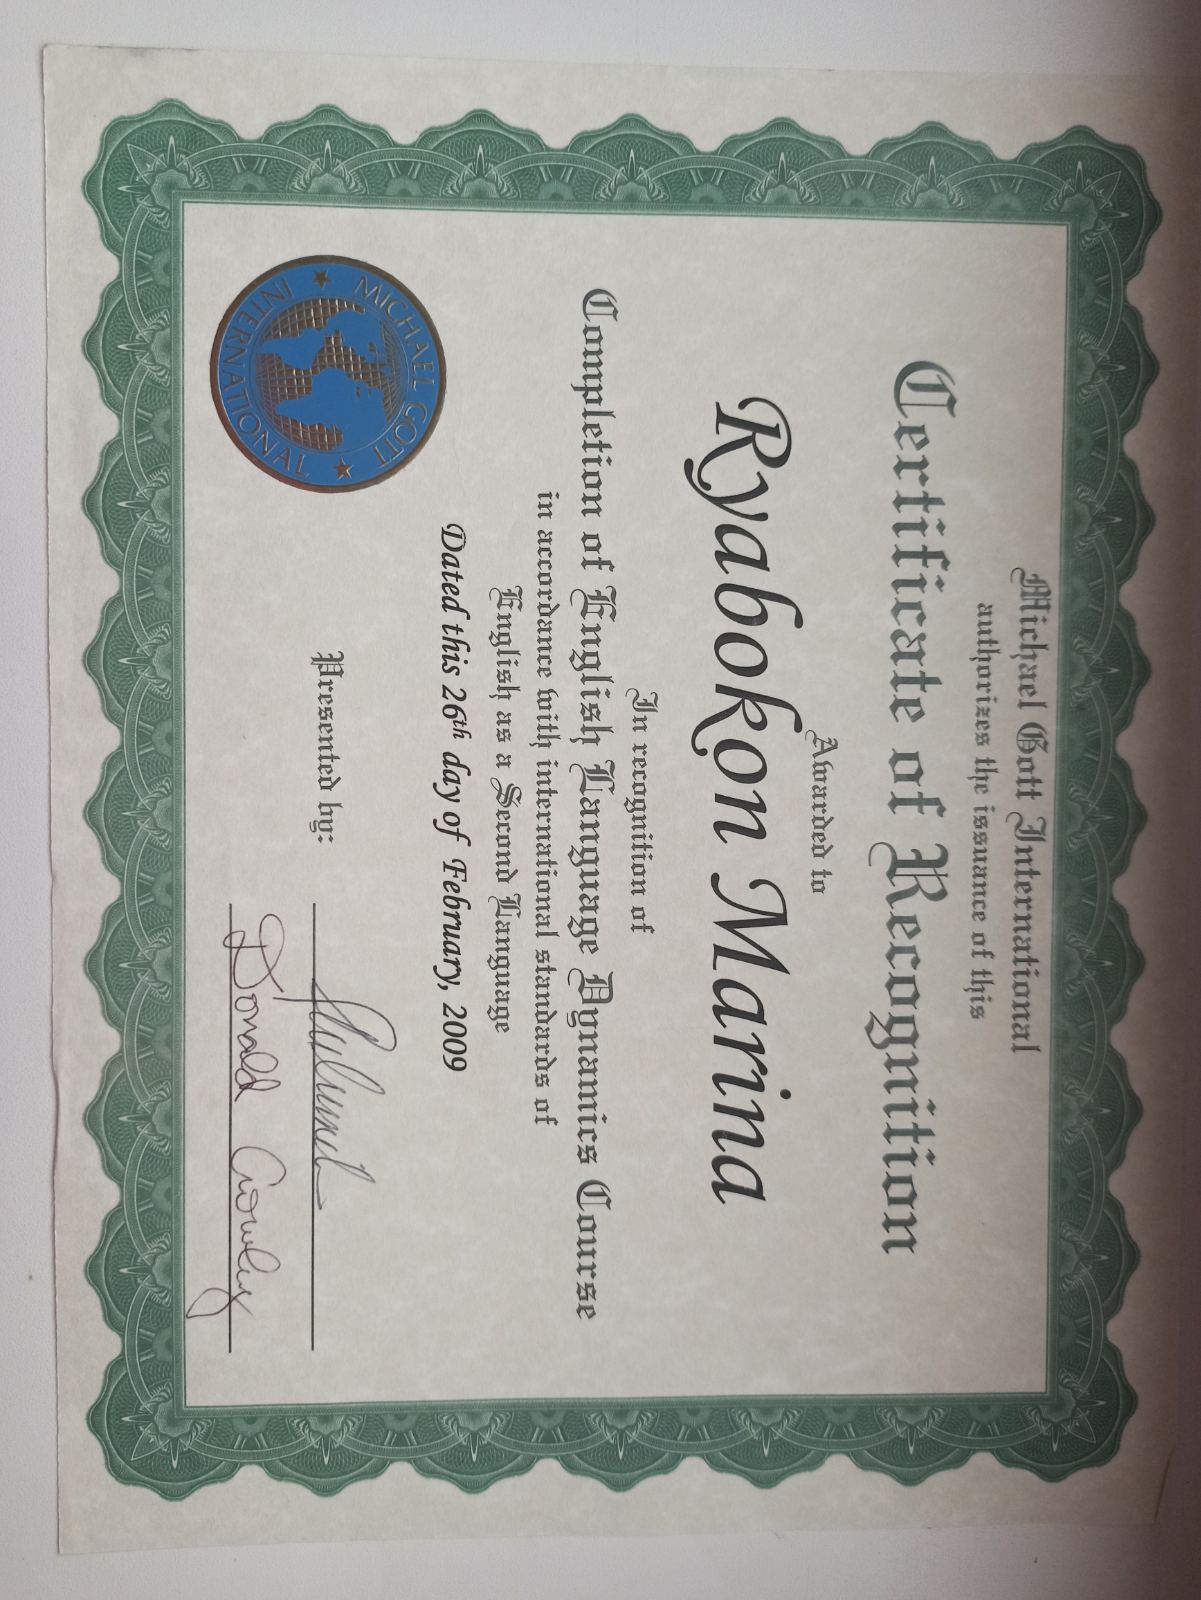 Michael Gott International
authorizes the issuance of this
Certificate of Recognition
Awarded to
Ryabokon Marina
In recognition of
Completion of English Language Dynamics Course
in accordance with international standards of
English as a Second Language
Dated this 26th day of February, 2009
MICHAEL GOTT
INTERNATIONAL
Presented by:
Donald Crowley